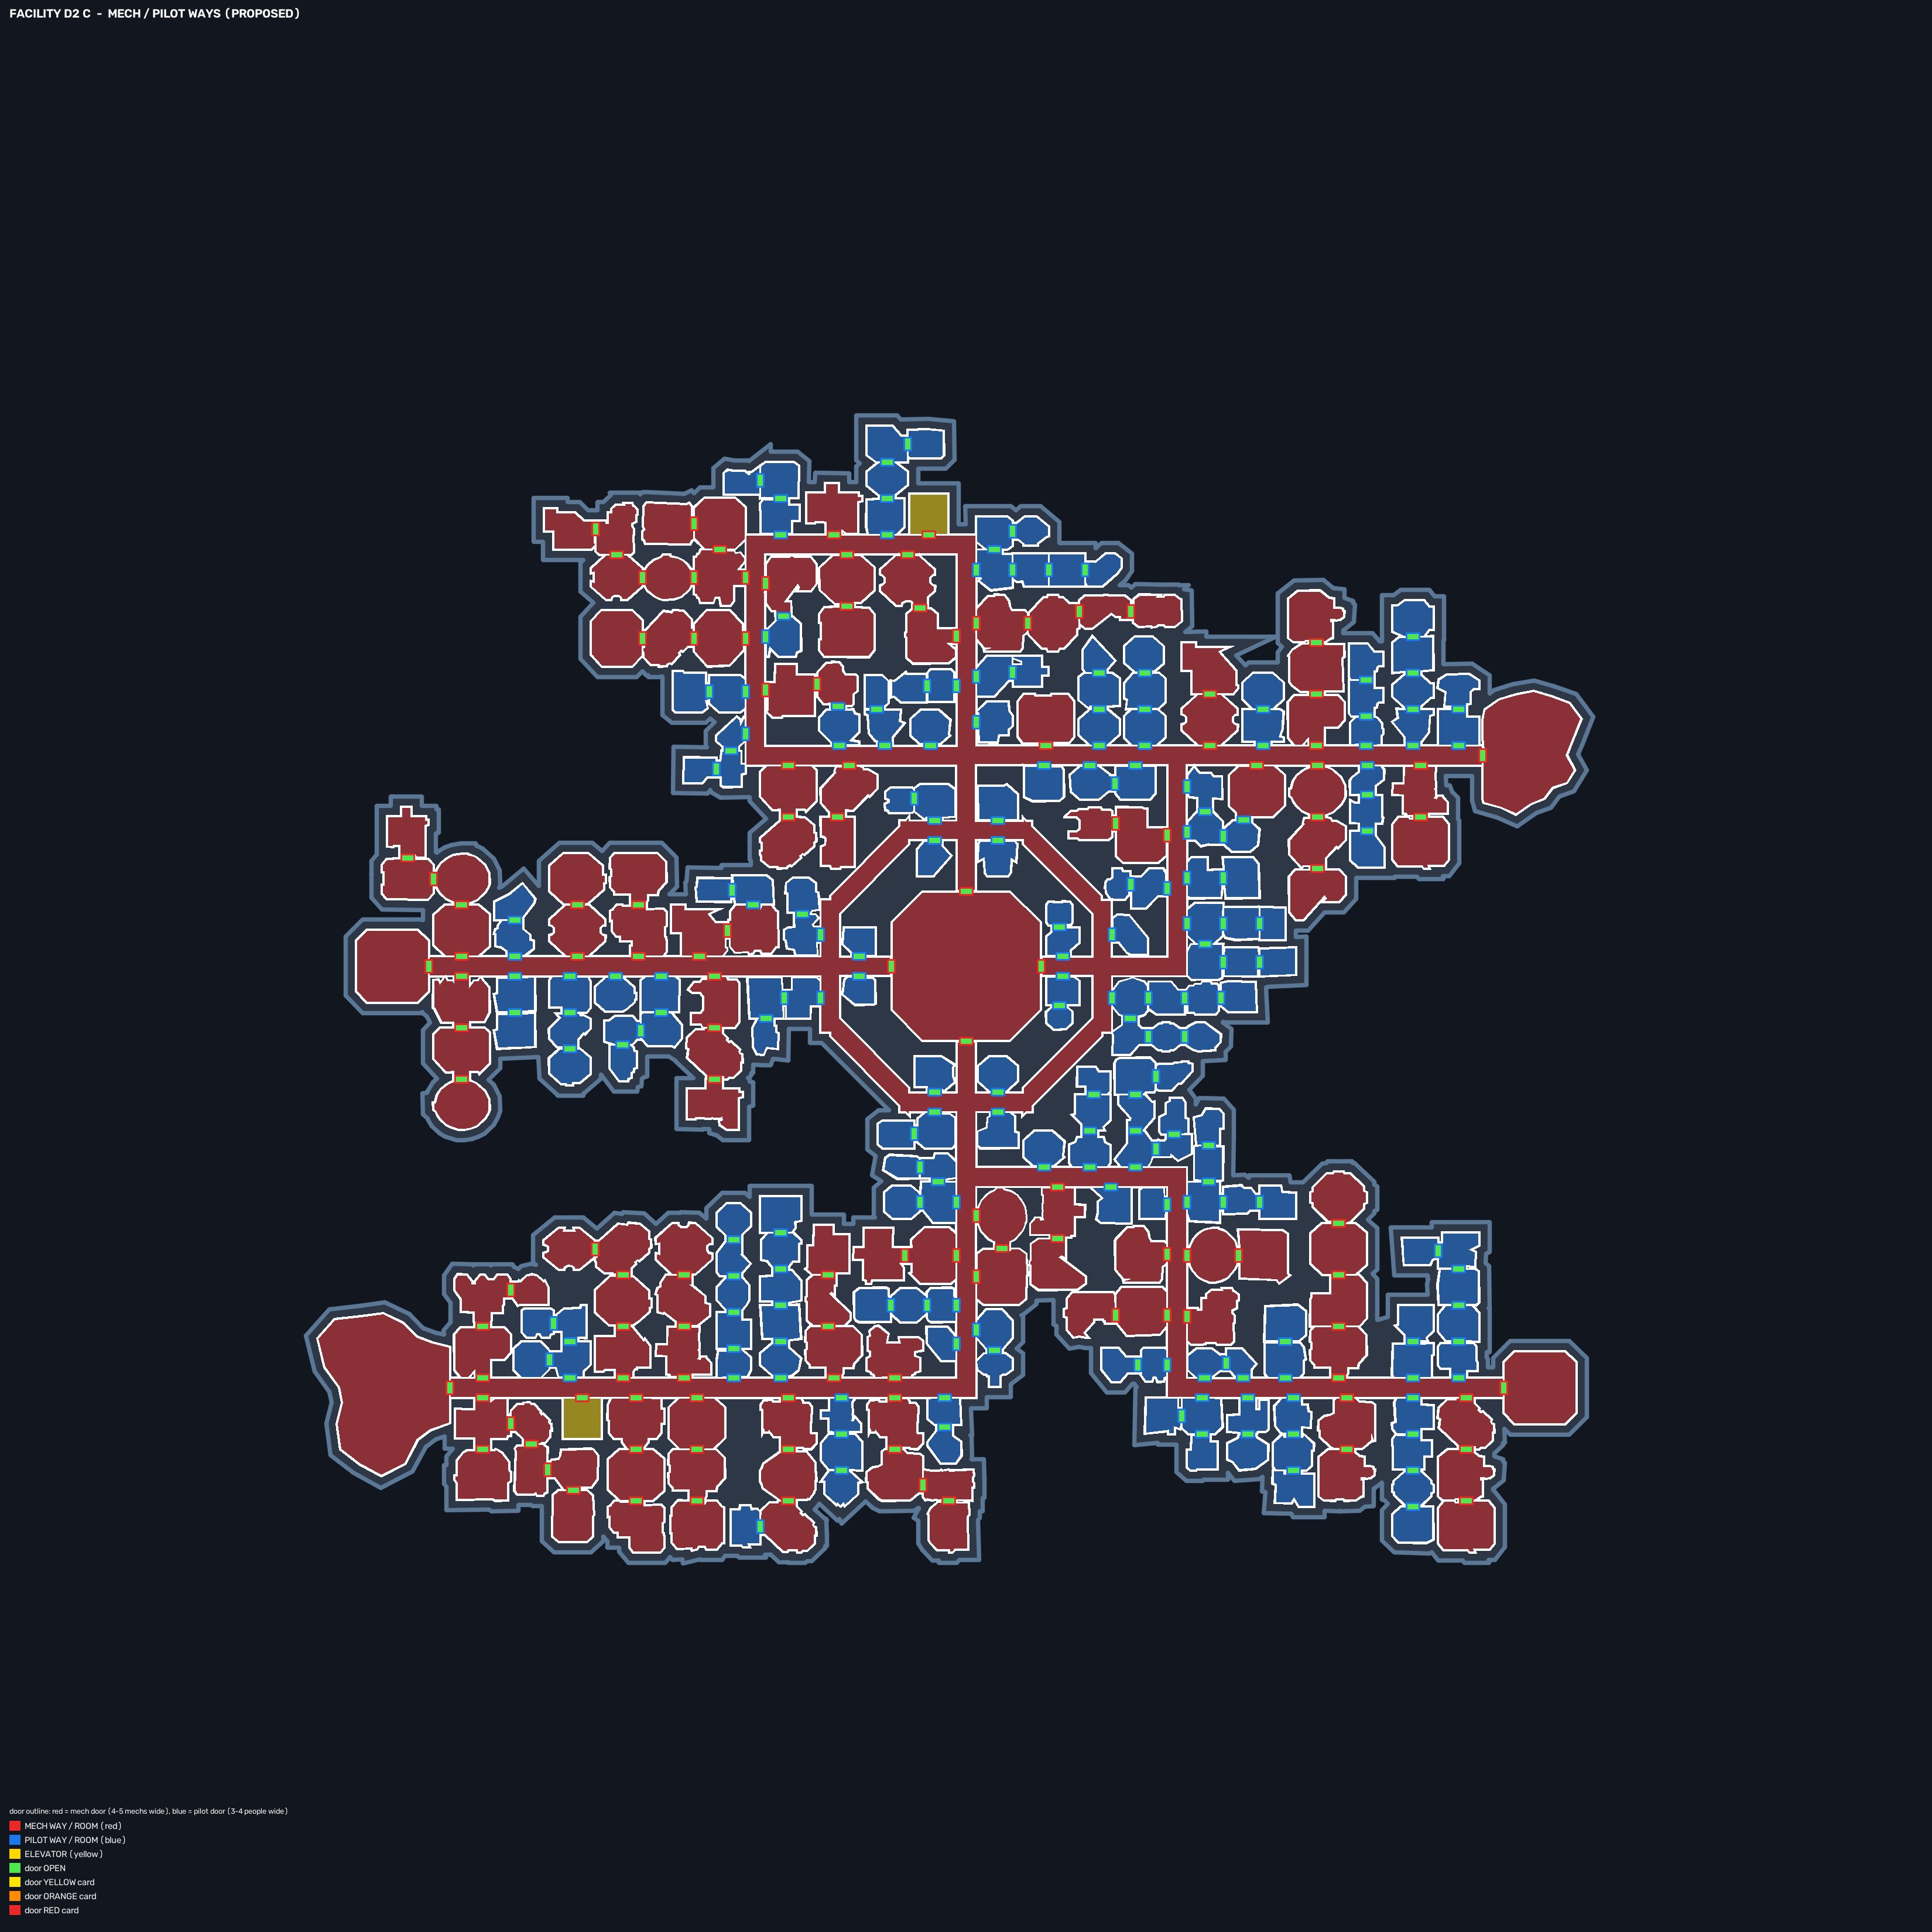 FACILITY D2 C - MECH / PILOT WAYS (PROPOSED)
door outline: red = mech door (4-5 mechs wide), blue = pilot door (3-4 people wide)
MECH WAY / ROOM (red)
PILOT WAY / ROOM (blue)
ELEVATOR (yellow)
door OPEN
door YELLOW card
door ORANGE card
door RED card